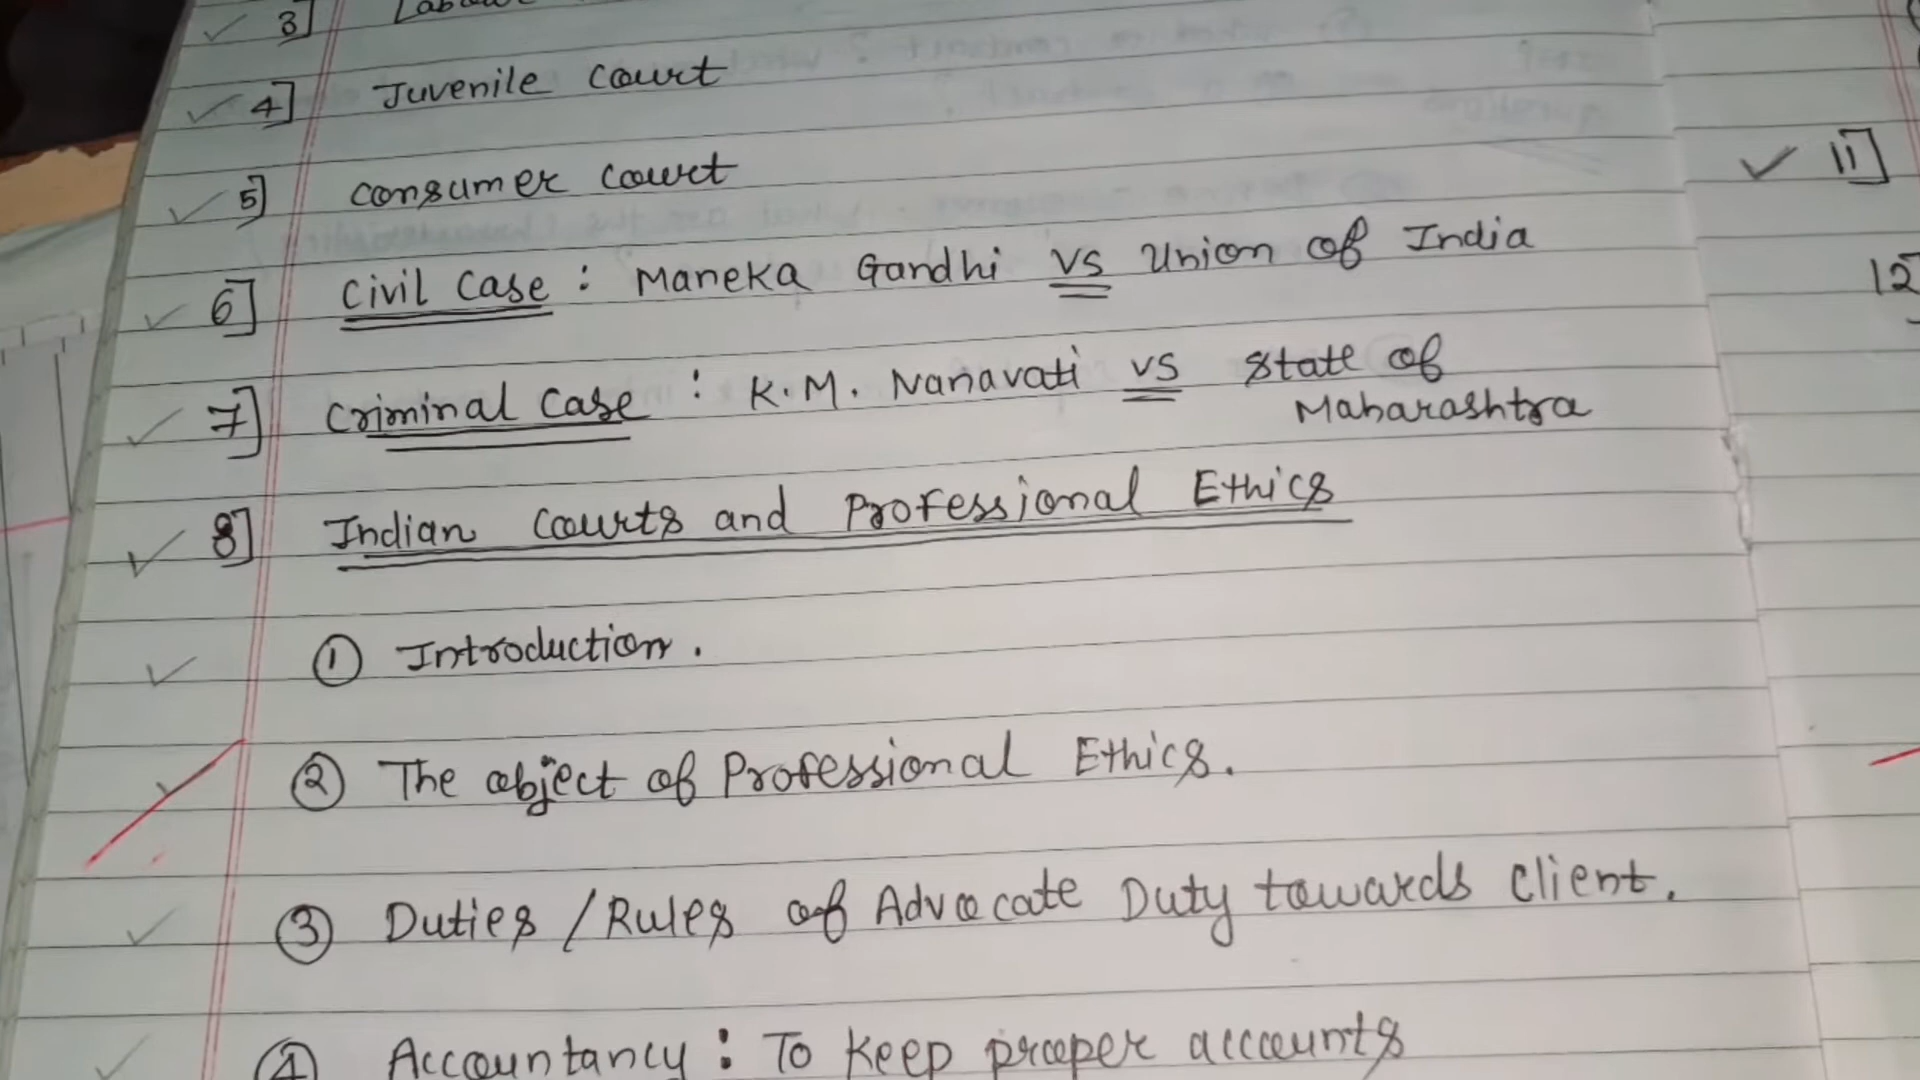 3]
4] Juvenile court
5] consumer court
6] Civil Case : Maneka Gandhi vs Union of India
7] Criminal Case : K.M. Nanavati vs State of
Maharashtra
8] Indian Courts and Professional Ethics
① Introduction.
② The object of Professional Ethics.
③ Duties / Rules of Advocate Duty towards client.
④ Accountancy : To keep proper accounts
11]
12]